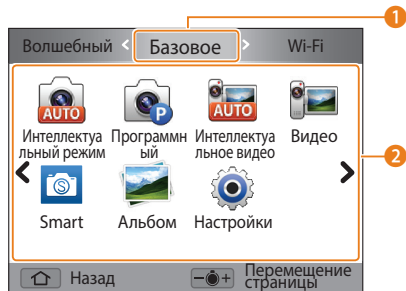 1
Волшебный < Базовое > Wi-Fi
AUTO P AUTO
Интеллектуа Программн Интеллектуа Видео
льный режим ый льное видео
2
S
Smart Альбом Настройки
Назад Перемещение
страницы